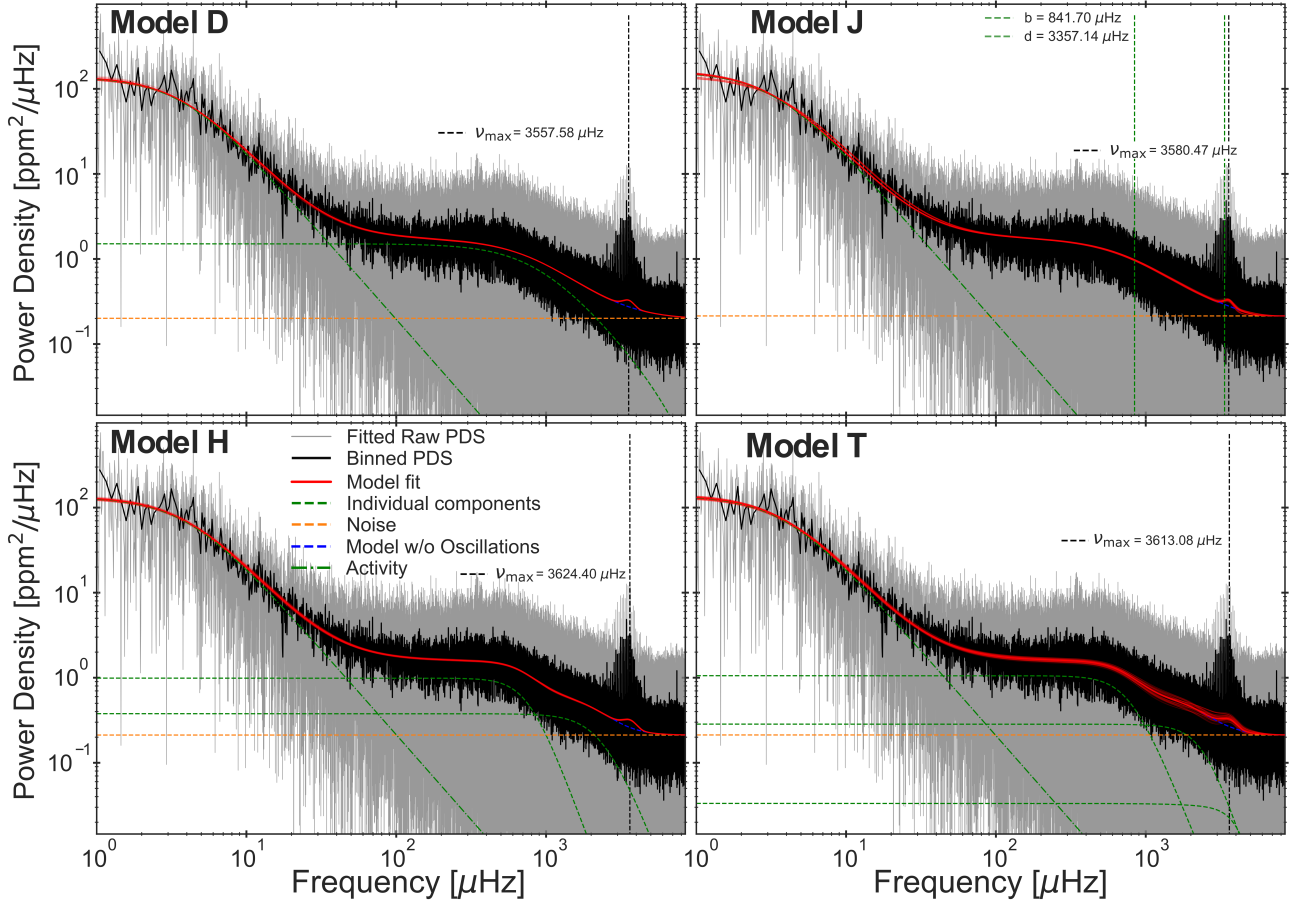 Model D
Power Density [ppm²/μHz]
10²
10¹
10⁰
10⁻¹
ν_max = 3557.58 μHz
Model J
b = 841.70 μHz
d = 3357.14 μHz
ν_max = 3580.47 μHz
Model H
Power Density [ppm²/μHz]
10²
10¹
10⁰
10⁻¹
Fitted Raw PDS
Binned PDS
Model fit
Individual components
Noise
Model w/o Oscillations
Activity
ν_max = 3624.40 μHz
10⁰ 10¹ 10² 10³
Frequency [μHz]
Model T
ν_max = 3613.08 μHz
10⁰ 10¹ 10² 10³
Frequency [μHz]